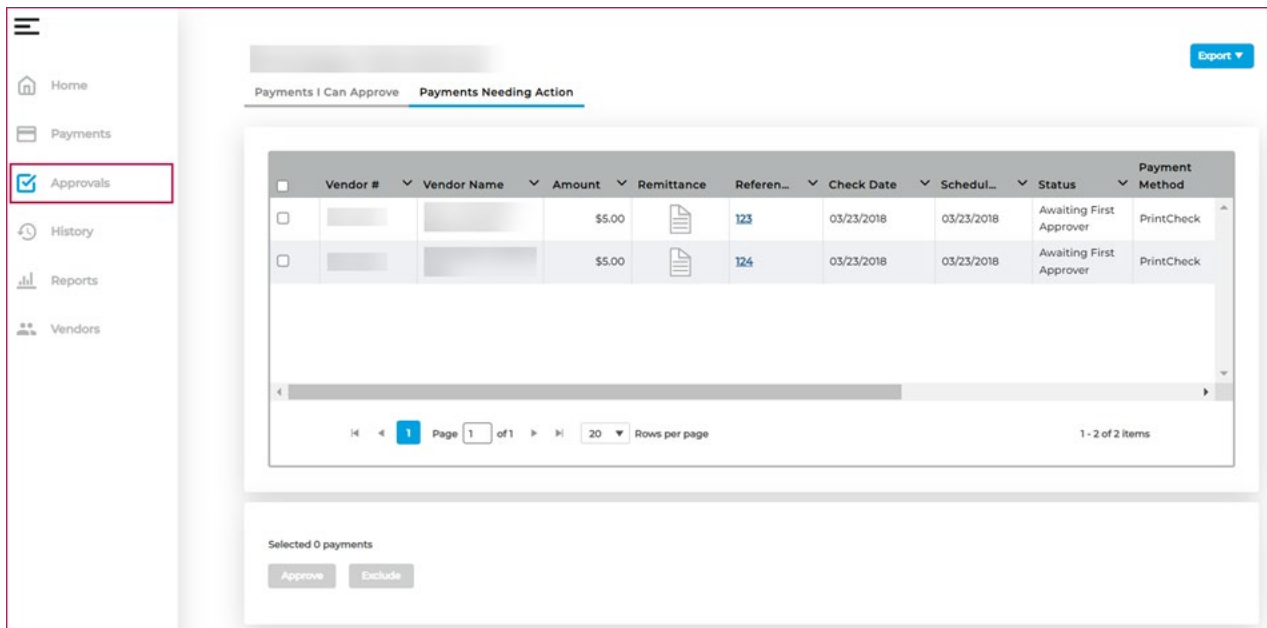 Export ▼
Home
Payments I Can Approve Payments Needing Action
Payments
Approvals
Vendor # Vendor Name Amount Remittance Referen... Check Date Schedul... Status Payment Method
$5.00 123 03/23/2018 03/23/2018 Awaiting First Approver PrintCheck
History
$5.00 124 03/23/2018 03/23/2018 Awaiting First Approver PrintCheck
Reports
Vendors
1 Page 1 of 1 20 ▼ Rows per page 1 - 2 of 2 items
Selected 0 payments
Approve Exclude